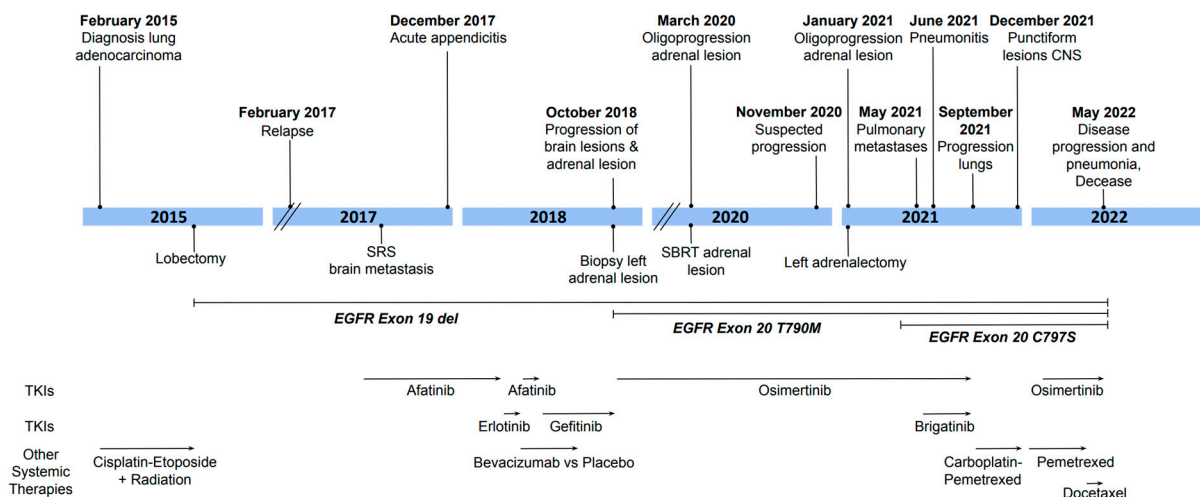 February 2015
Diagnosis lung
adenocarcinoma
December 2017
Acute appendicitis
March 2020
Oligoprogression
adrenal lesion
January 2021
Oligoprogression
adrenal lesion
June 2021
Pneumonitis
December 2021
Punctiform
lesions CNS
February 2017
Relapse
October 2018
Progression of
brain lesions &
adrenal lesion
November 2020
Suspected
progression
May 2021
Pulmonary
metastases
September
2021
Progression
lungs
May 2022
Disease
progression and
pneumonia,
Decease
2015
2017
2018
2020
2021
2022
Lobectomy
SRS
brain metastasis
Biopsy left
adrenal lesion
SBRT adrenal
lesion
Left adrenalectomy
EGFR Exon 19 del
EGFR Exon 20 T790M
EGFR Exon 20 C797S
TKIs
Afatinib
Afatinib
Osimertinib
Osimertinib
TKIs
Erlotinib
Gefitinib
Brigatinib
Other
Systemic
Therapies
Cisplatin-Etoposide
+ Radiation
Bevacizumab vs Placebo
Carboplatin-
Pemetrexed
Pemetrexed
Docetaxel